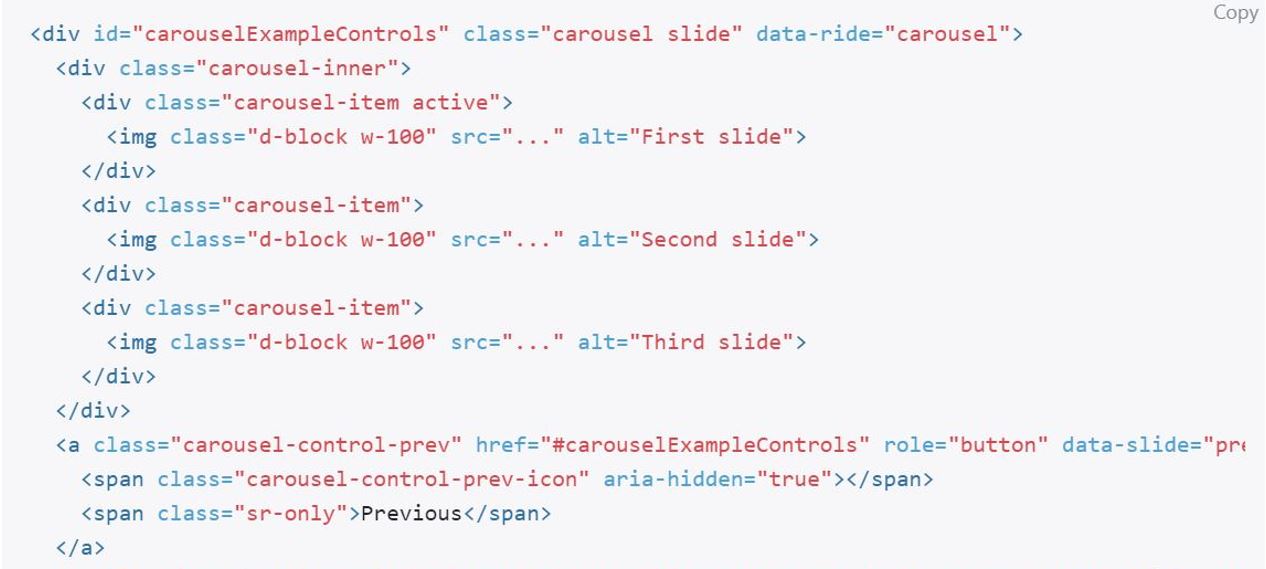 Copy
<div id="carouselExampleControls" class="carousel slide" data-ride="carousel">
  <div class="carousel-inner">
    <div class="carousel-item active">
      <img class="d-block w-100" src="..." alt="First slide">
    </div>
    <div class="carousel-item">
      <img class="d-block w-100" src="..." alt="Second slide">
    </div>
    <div class="carousel-item">
      <img class="d-block w-100" src="..." alt="Third slide">
    </div>
  </div>
  <a class="carousel-control-prev" href="#carouselExampleControls" role="button" data-slide="pre
    <span class="carousel-control-prev-icon" aria-hidden="true"></span>
    <span class="sr-only">Previous</span>
  </a>